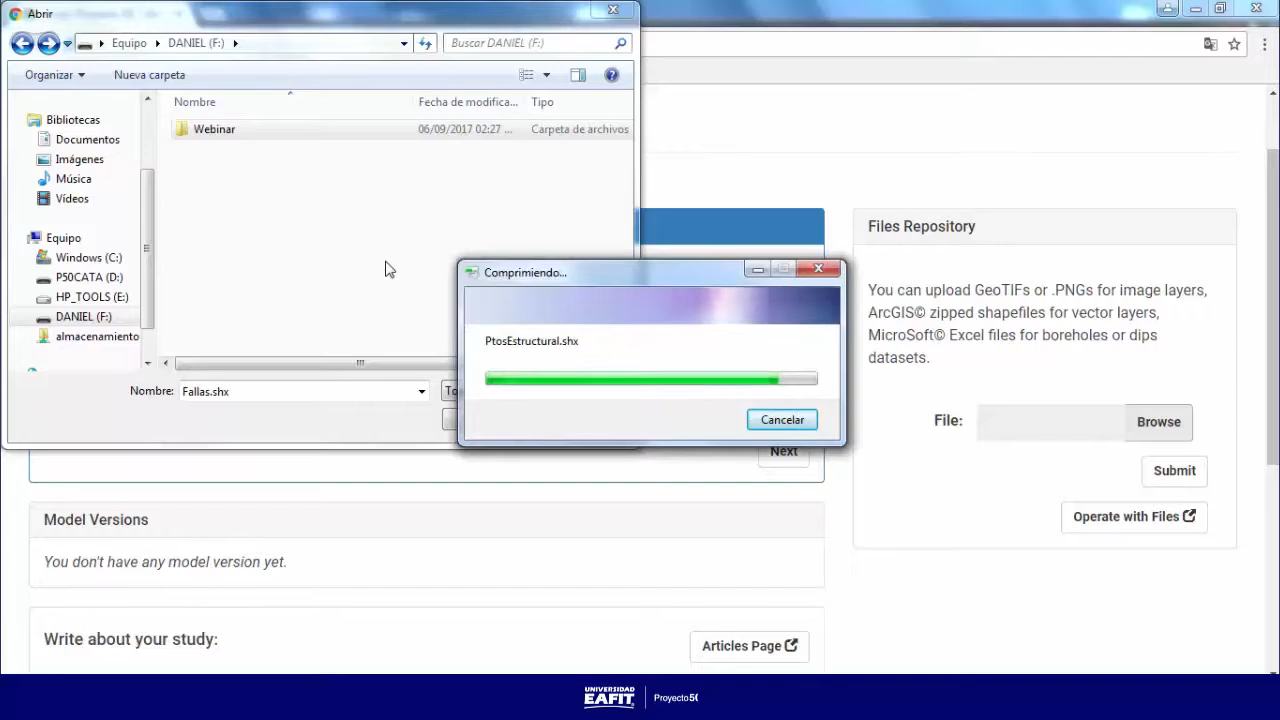 Abrir
Equipo
DANIEL (F:)
Buscar DANIEL (F:)
Organizar
Nueva carpeta
Nombre
Fecha de modifica...
Tipo
Bibliotecas
Documentos
Imágenes
Música
Vídeos
Equipo
Windows (C:)
P50CATA (D:)
HP_TOOLS (E:)
DANIEL (F:)
almacenamiento
Webinar
06/09/2017 02:27 ...
Carpeta de archivos
Nombre:
Fallas.shx
To
Comprimiendo...
PtosEstructural.shx
Cancelar
Next
Files Repository
You can upload GeoTIFs or .PNGs for image layers,
ArcGIS© zipped shapefiles for vector layers,
MicroSoft© Excel files for boreholes or dips
datasets.
File:
Browse
Submit
Operate with Files
Model Versions
You don't have any model version yet.
Write about your study:
Articles Page
UNIVERSIDAD
EAFIT
Proyecto50